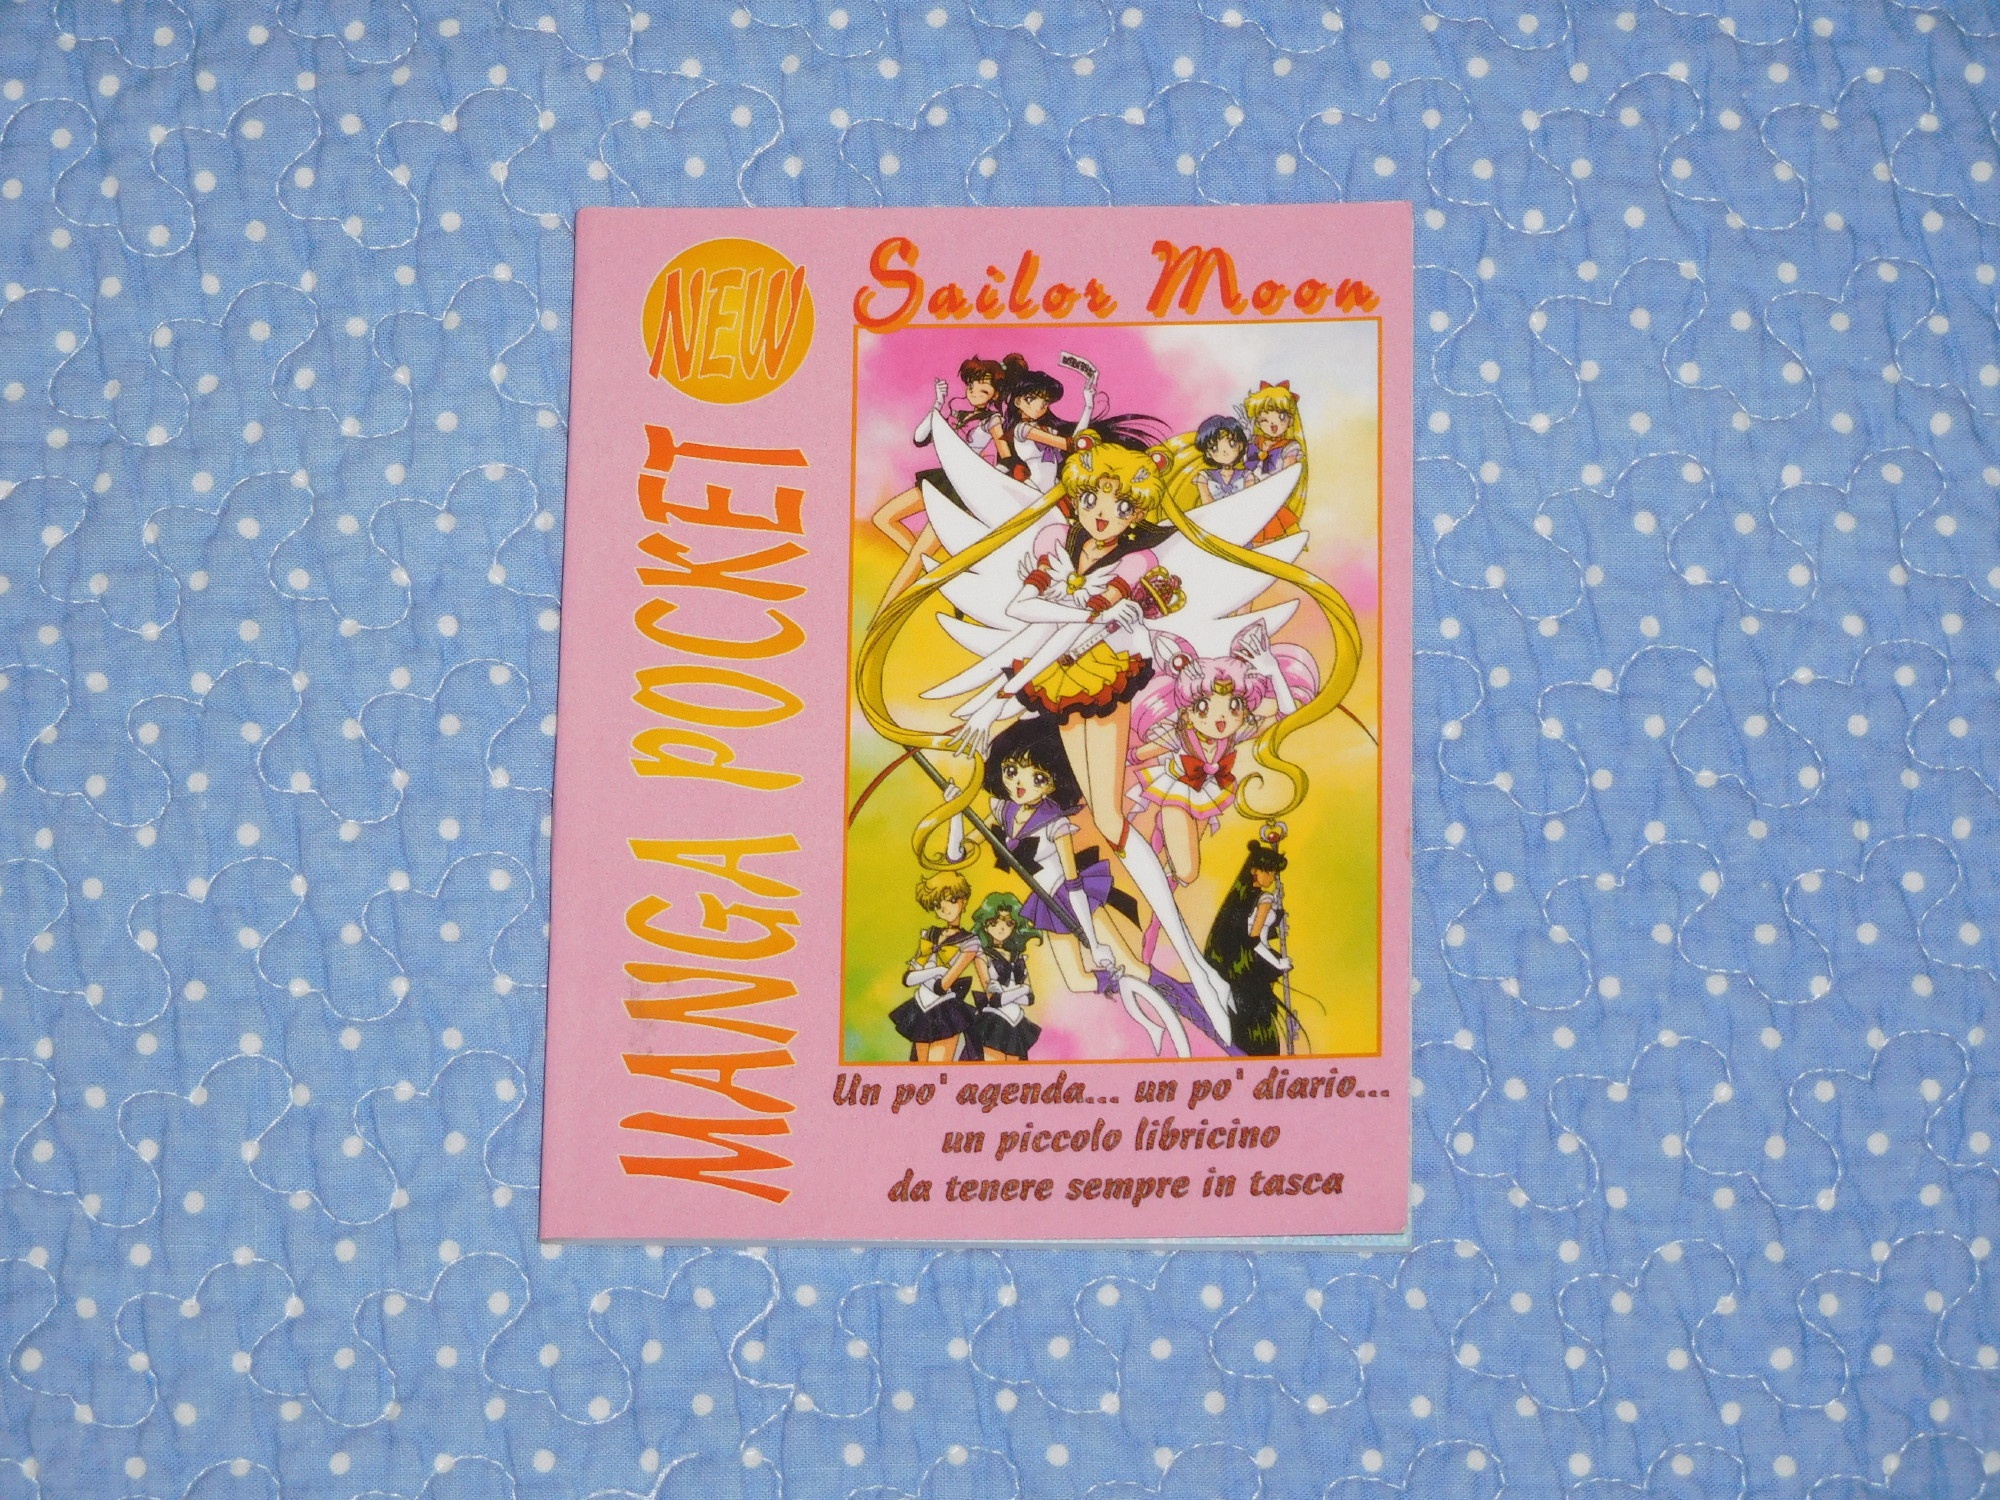 NEW
MANGA POCKET
Sailor Moon
Un po' agenda... un po' diario...
un piccolo libricino
da tenere sempre in tasca